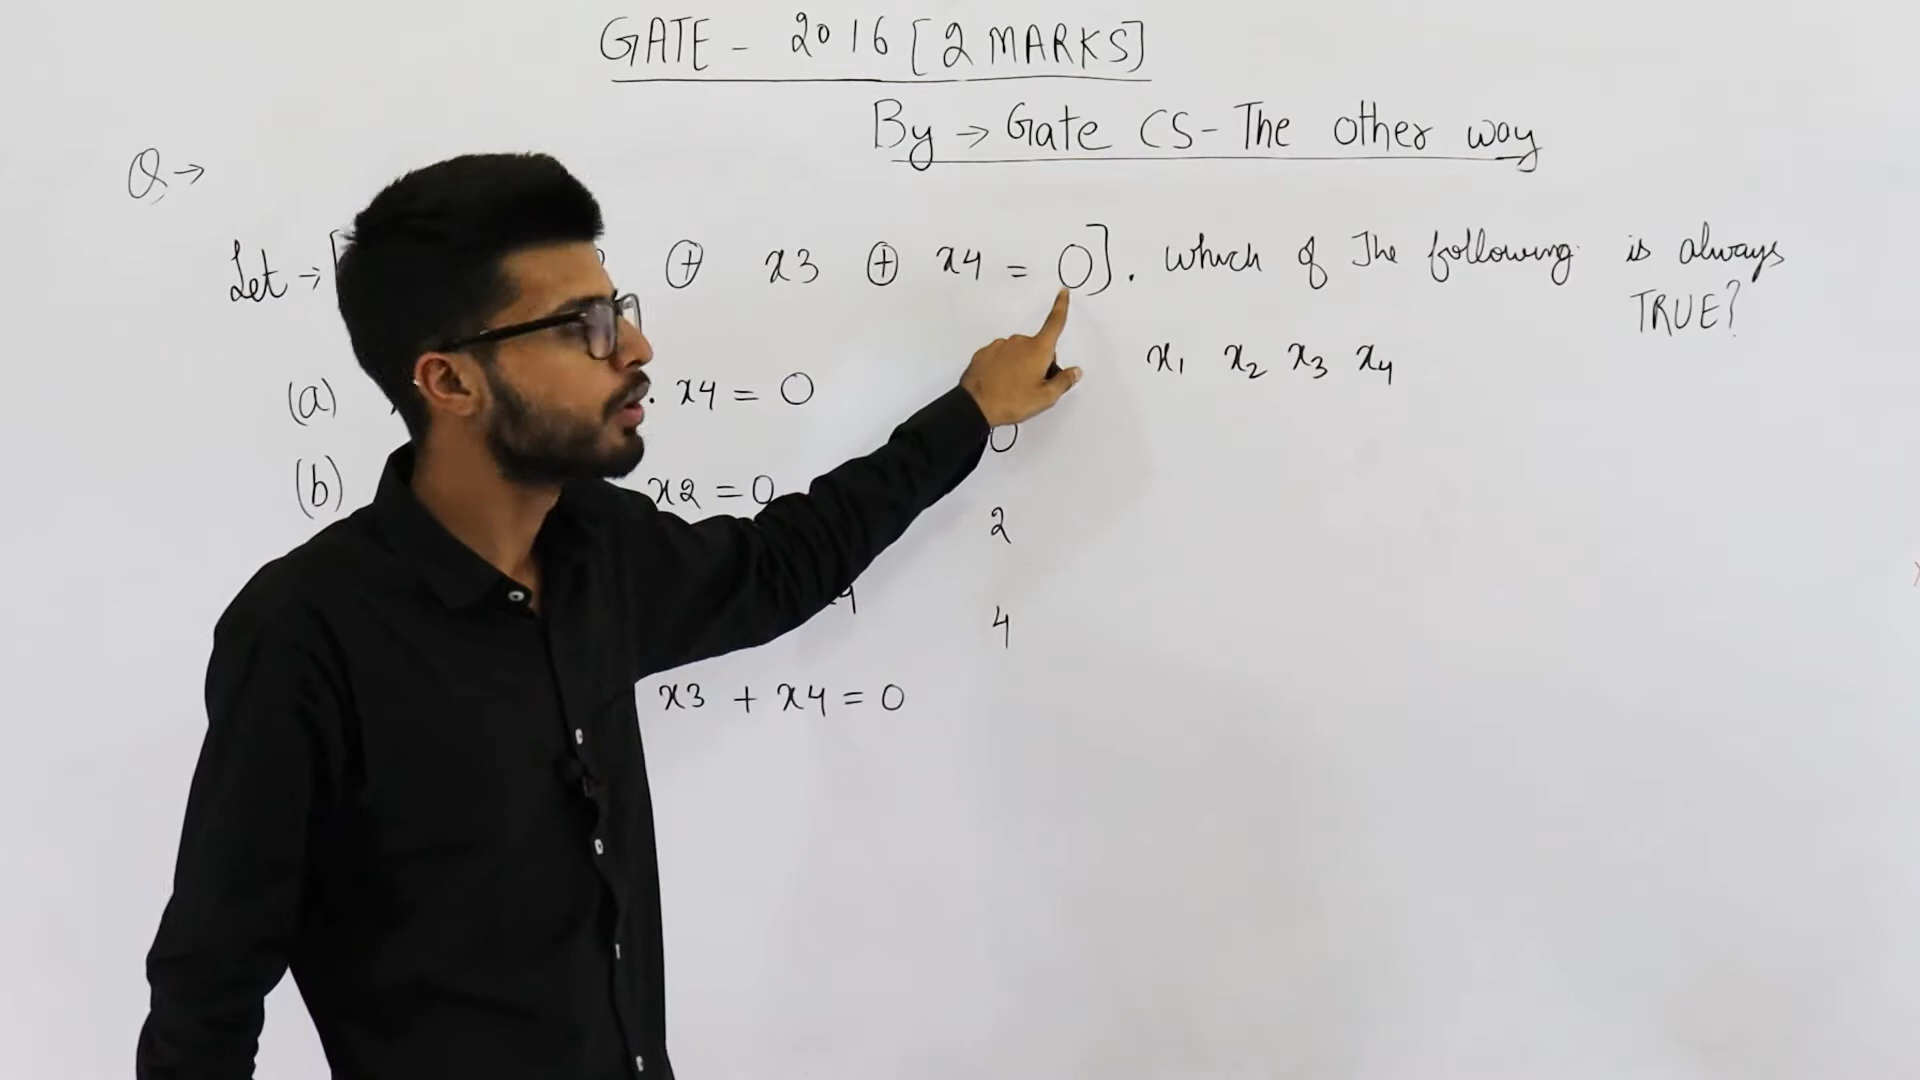 GATE - 2016 [2 MARKS]
By → Gate CS - The other way
Q →
Let → [ ⊕ x3 ⊕ x4 = 0]. which of The following is always
TRUE?
x1 x2 x3 x4
(a) . x4 = 0
0
(b) x2 = 0
2
4
x3 + x4 = 0